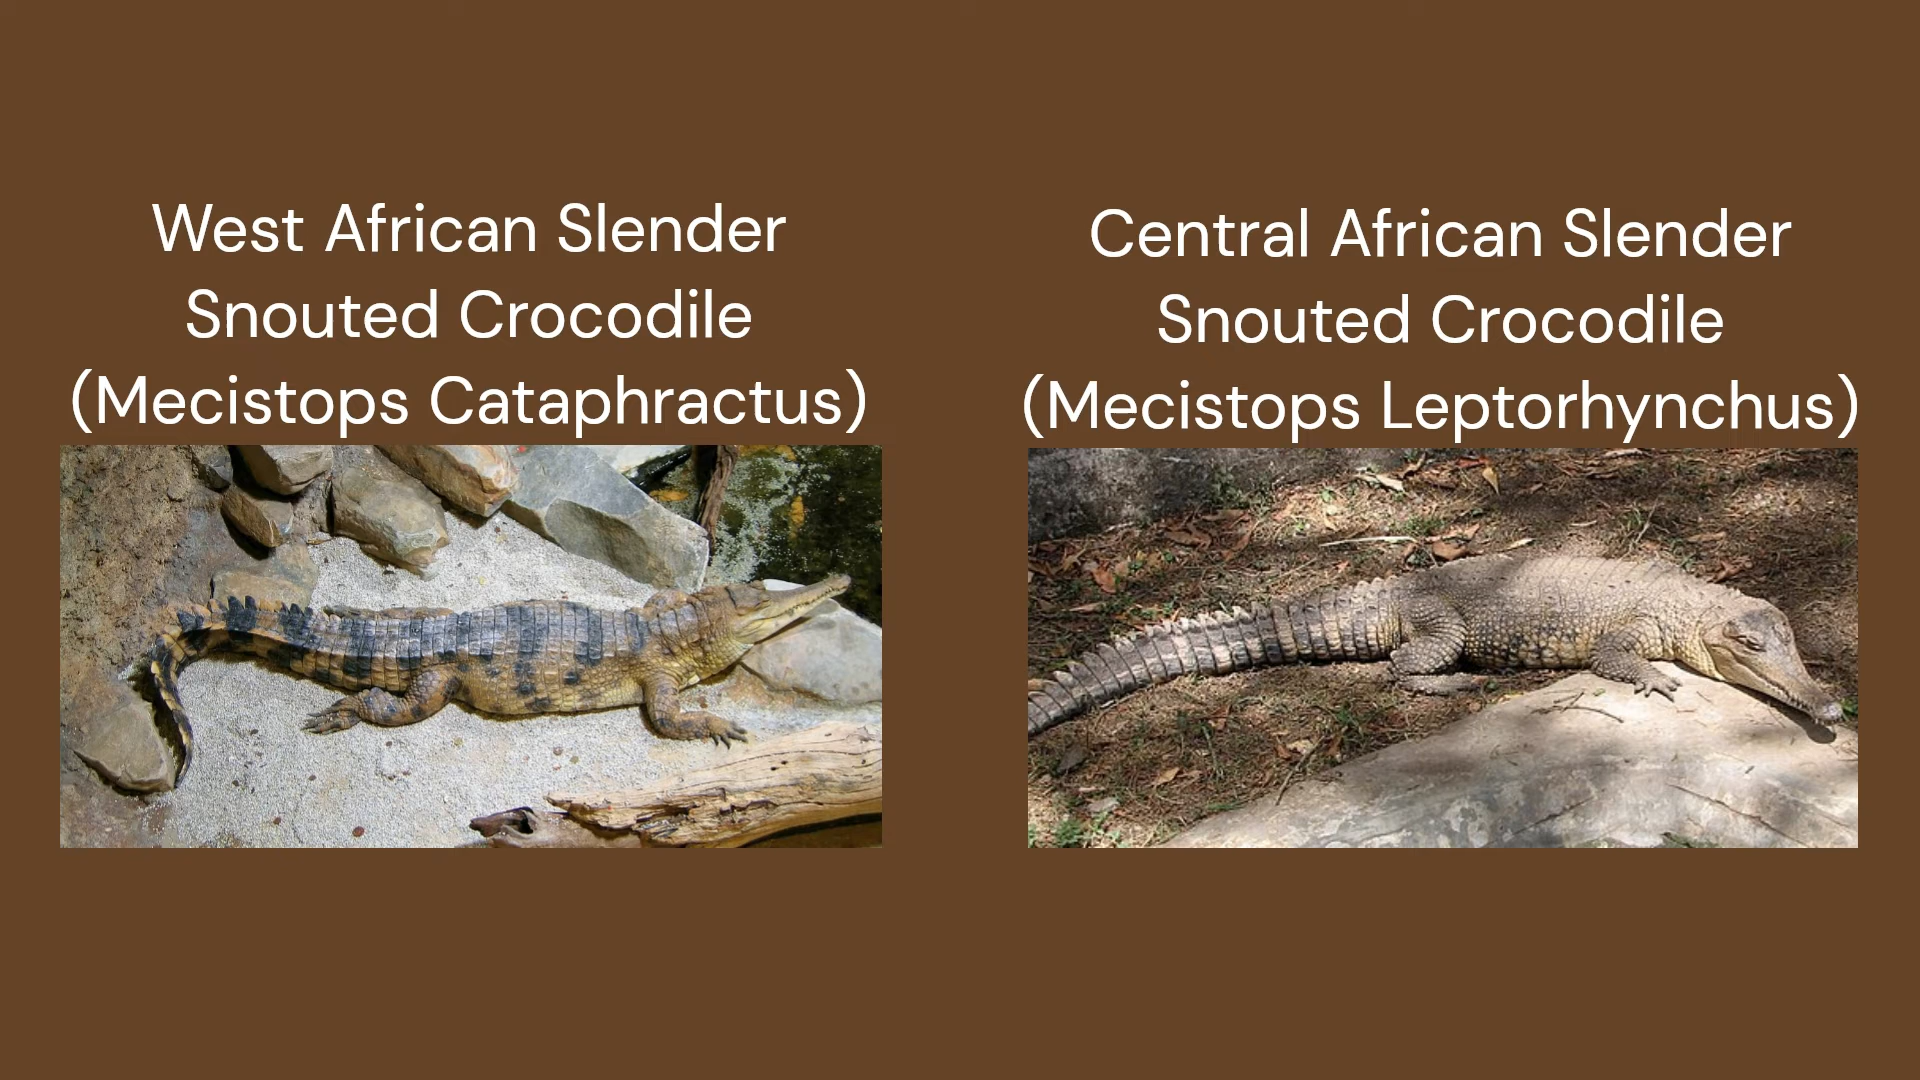 West African Slender
Snouted Crocodile
(Mecistops Cataphractus)
Central African Slender
Snouted Crocodile
(Mecistops Leptorhynchus)